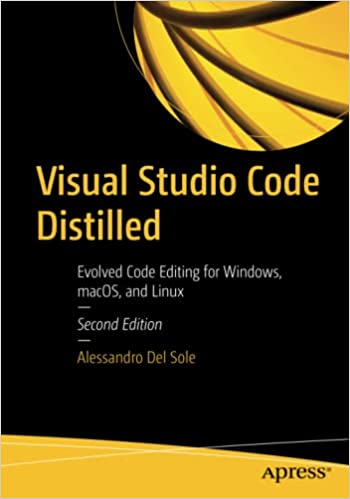 Visual Studio Code
Distilled
Evolved Code Editing for Windows,
macOS, and Linux
—
Second Edition
—
Alessandro Del Sole
Apress®